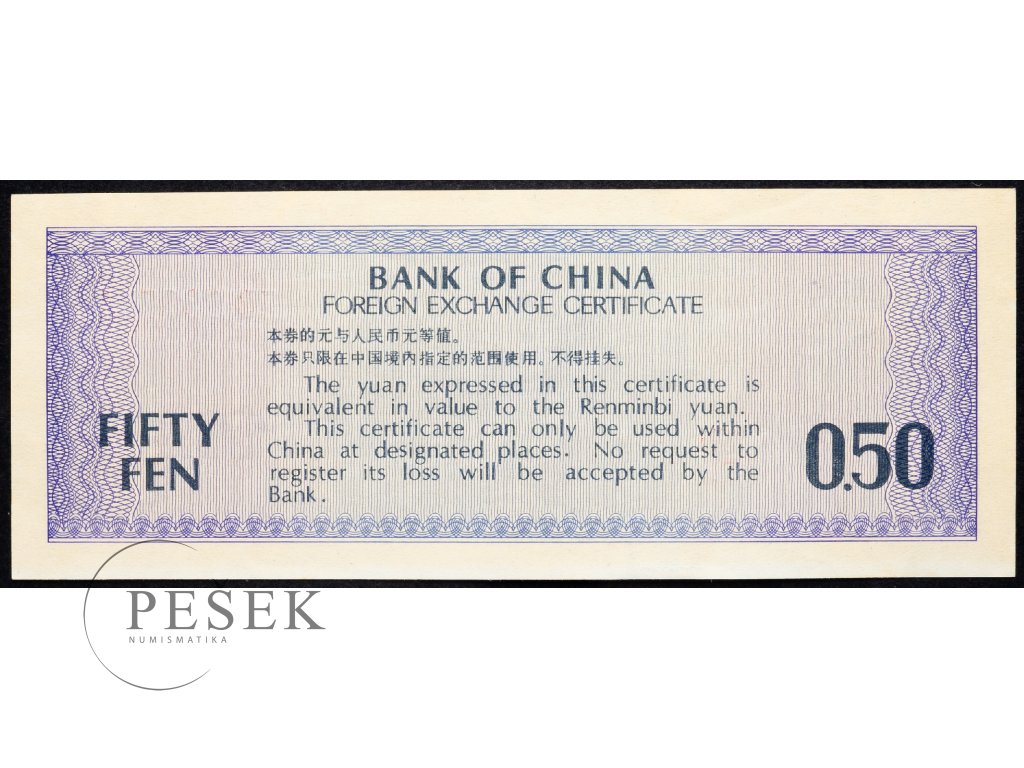 BANK OF CHINA
FOREIGN EXCHANGE CERTIFICATE
本券的元与人民币元等值。
本券只限在中国境内指定的范围使用。不得挂失。
The yuan expressed in this certificate is
equivalent in value to the Renminbi yuan.
This certificate can only be used within
China at designated places. No request to
register its loss will be accepted by the
Bank.
FIFTY
FEN
0.50
PESEK
NUMISMATIKA